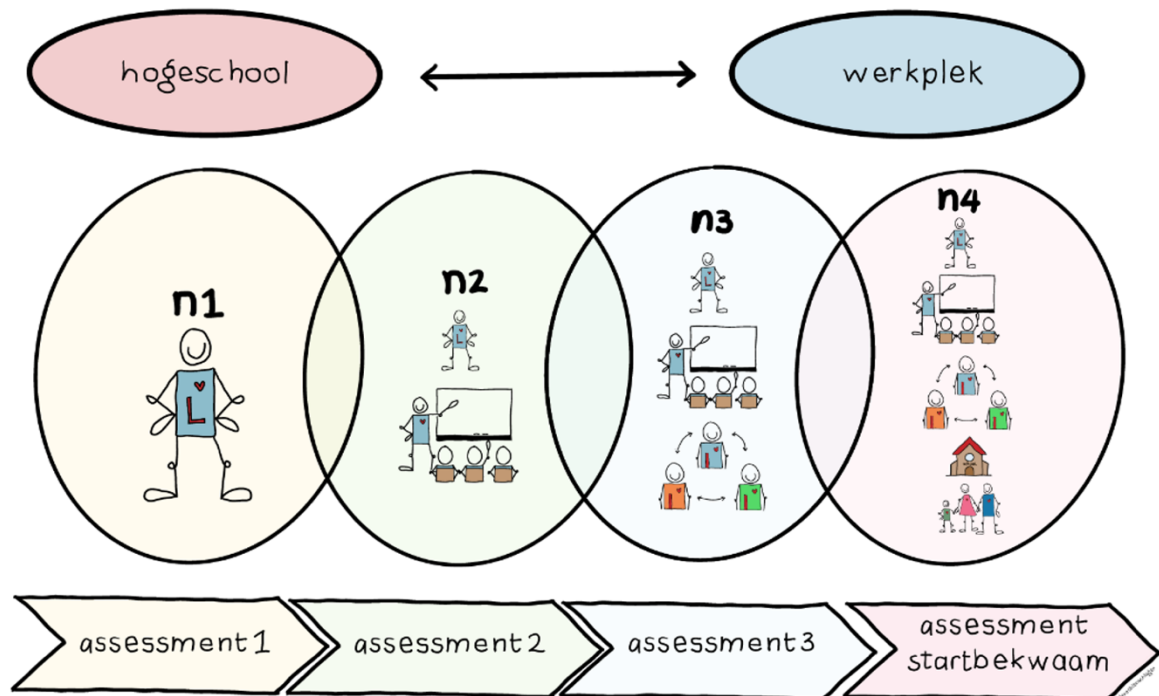 hogeschool
werkplek
n1
n2
n3
n4
L
L
L
L
L
assessment 1
assessment 2
assessment 3
assessment
startbekwaam